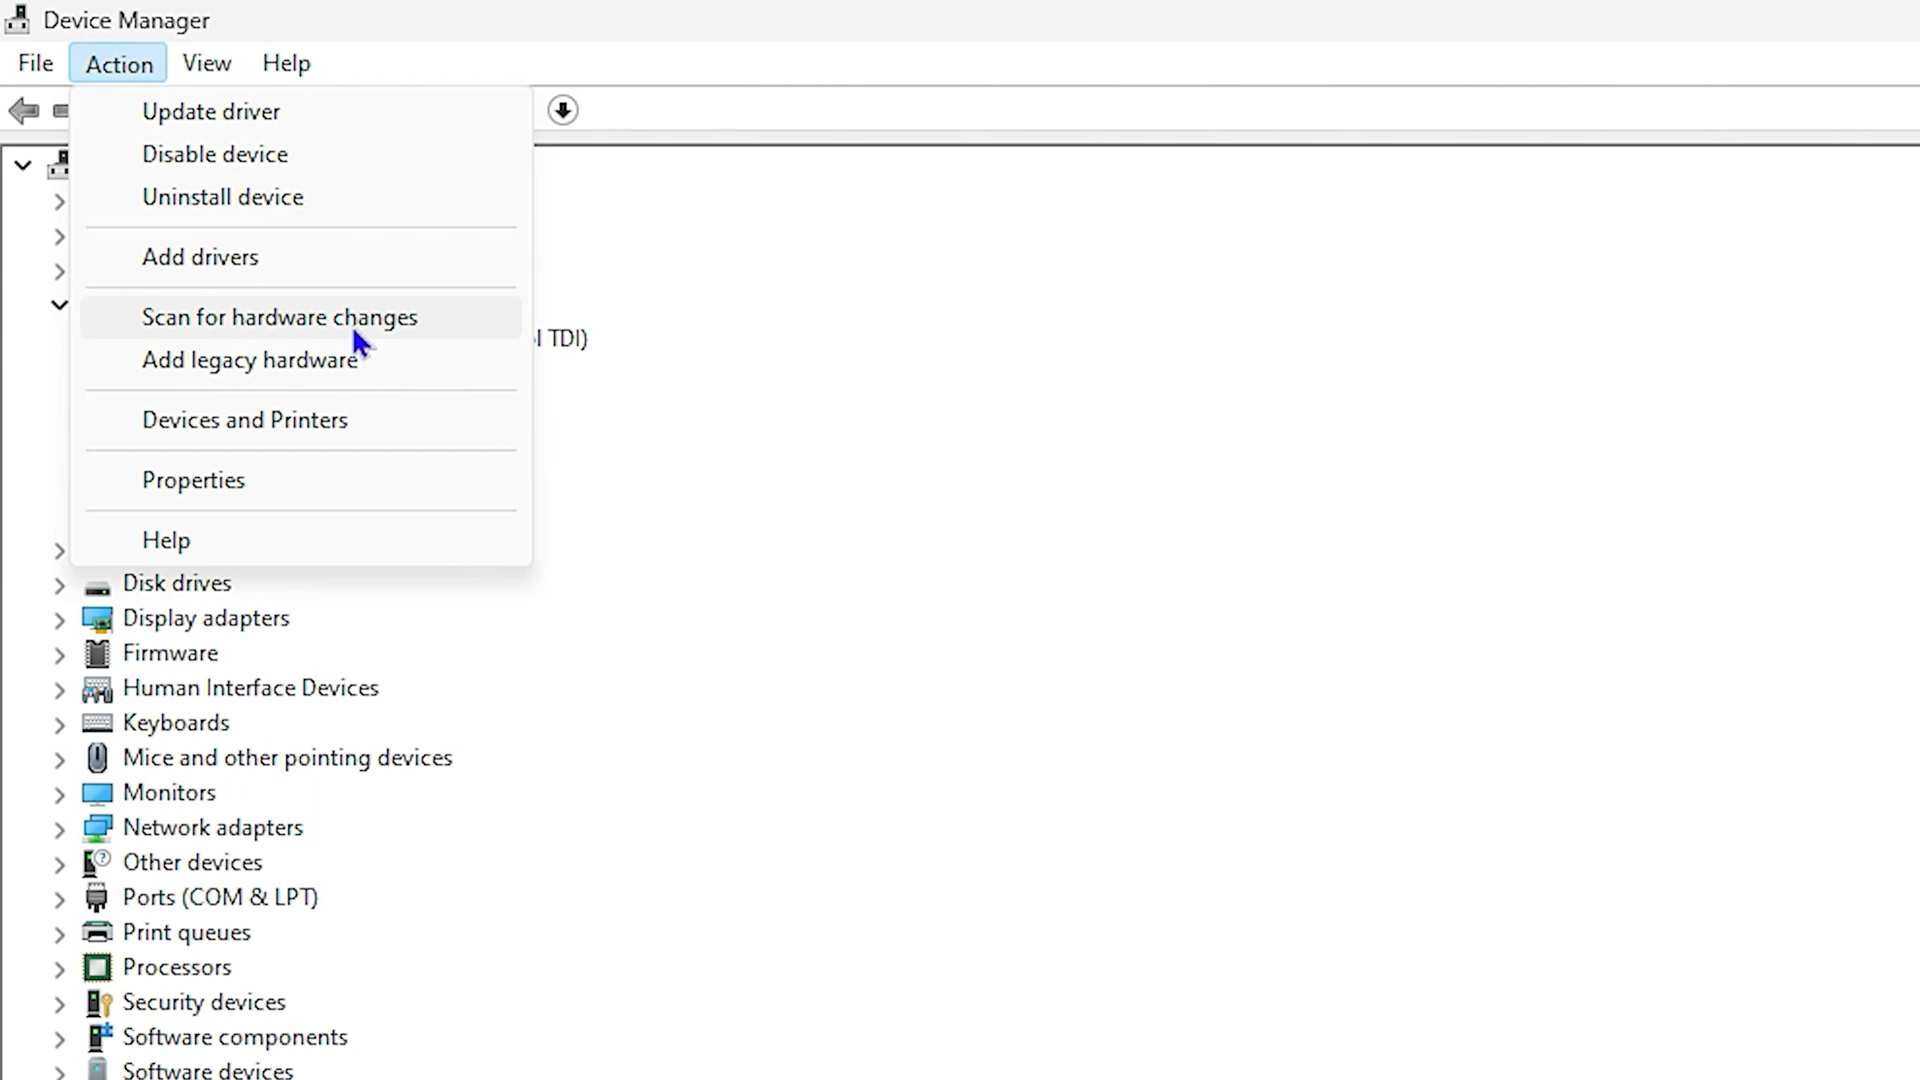 Device Manager
File Action View Help
Update driver
Disable device
Uninstall device
Add drivers
Scan for hardware changes
TDI)
Add legacy hardware
Devices and Printers
Properties
Help
Disk drives
Display adapters
Firmware
Human Interface Devices
Keyboards
Mice and other pointing devices
Monitors
Network adapters
Other devices
Ports (COM & LPT)
Print queues
Processors
Security devices
Software components
Software devices